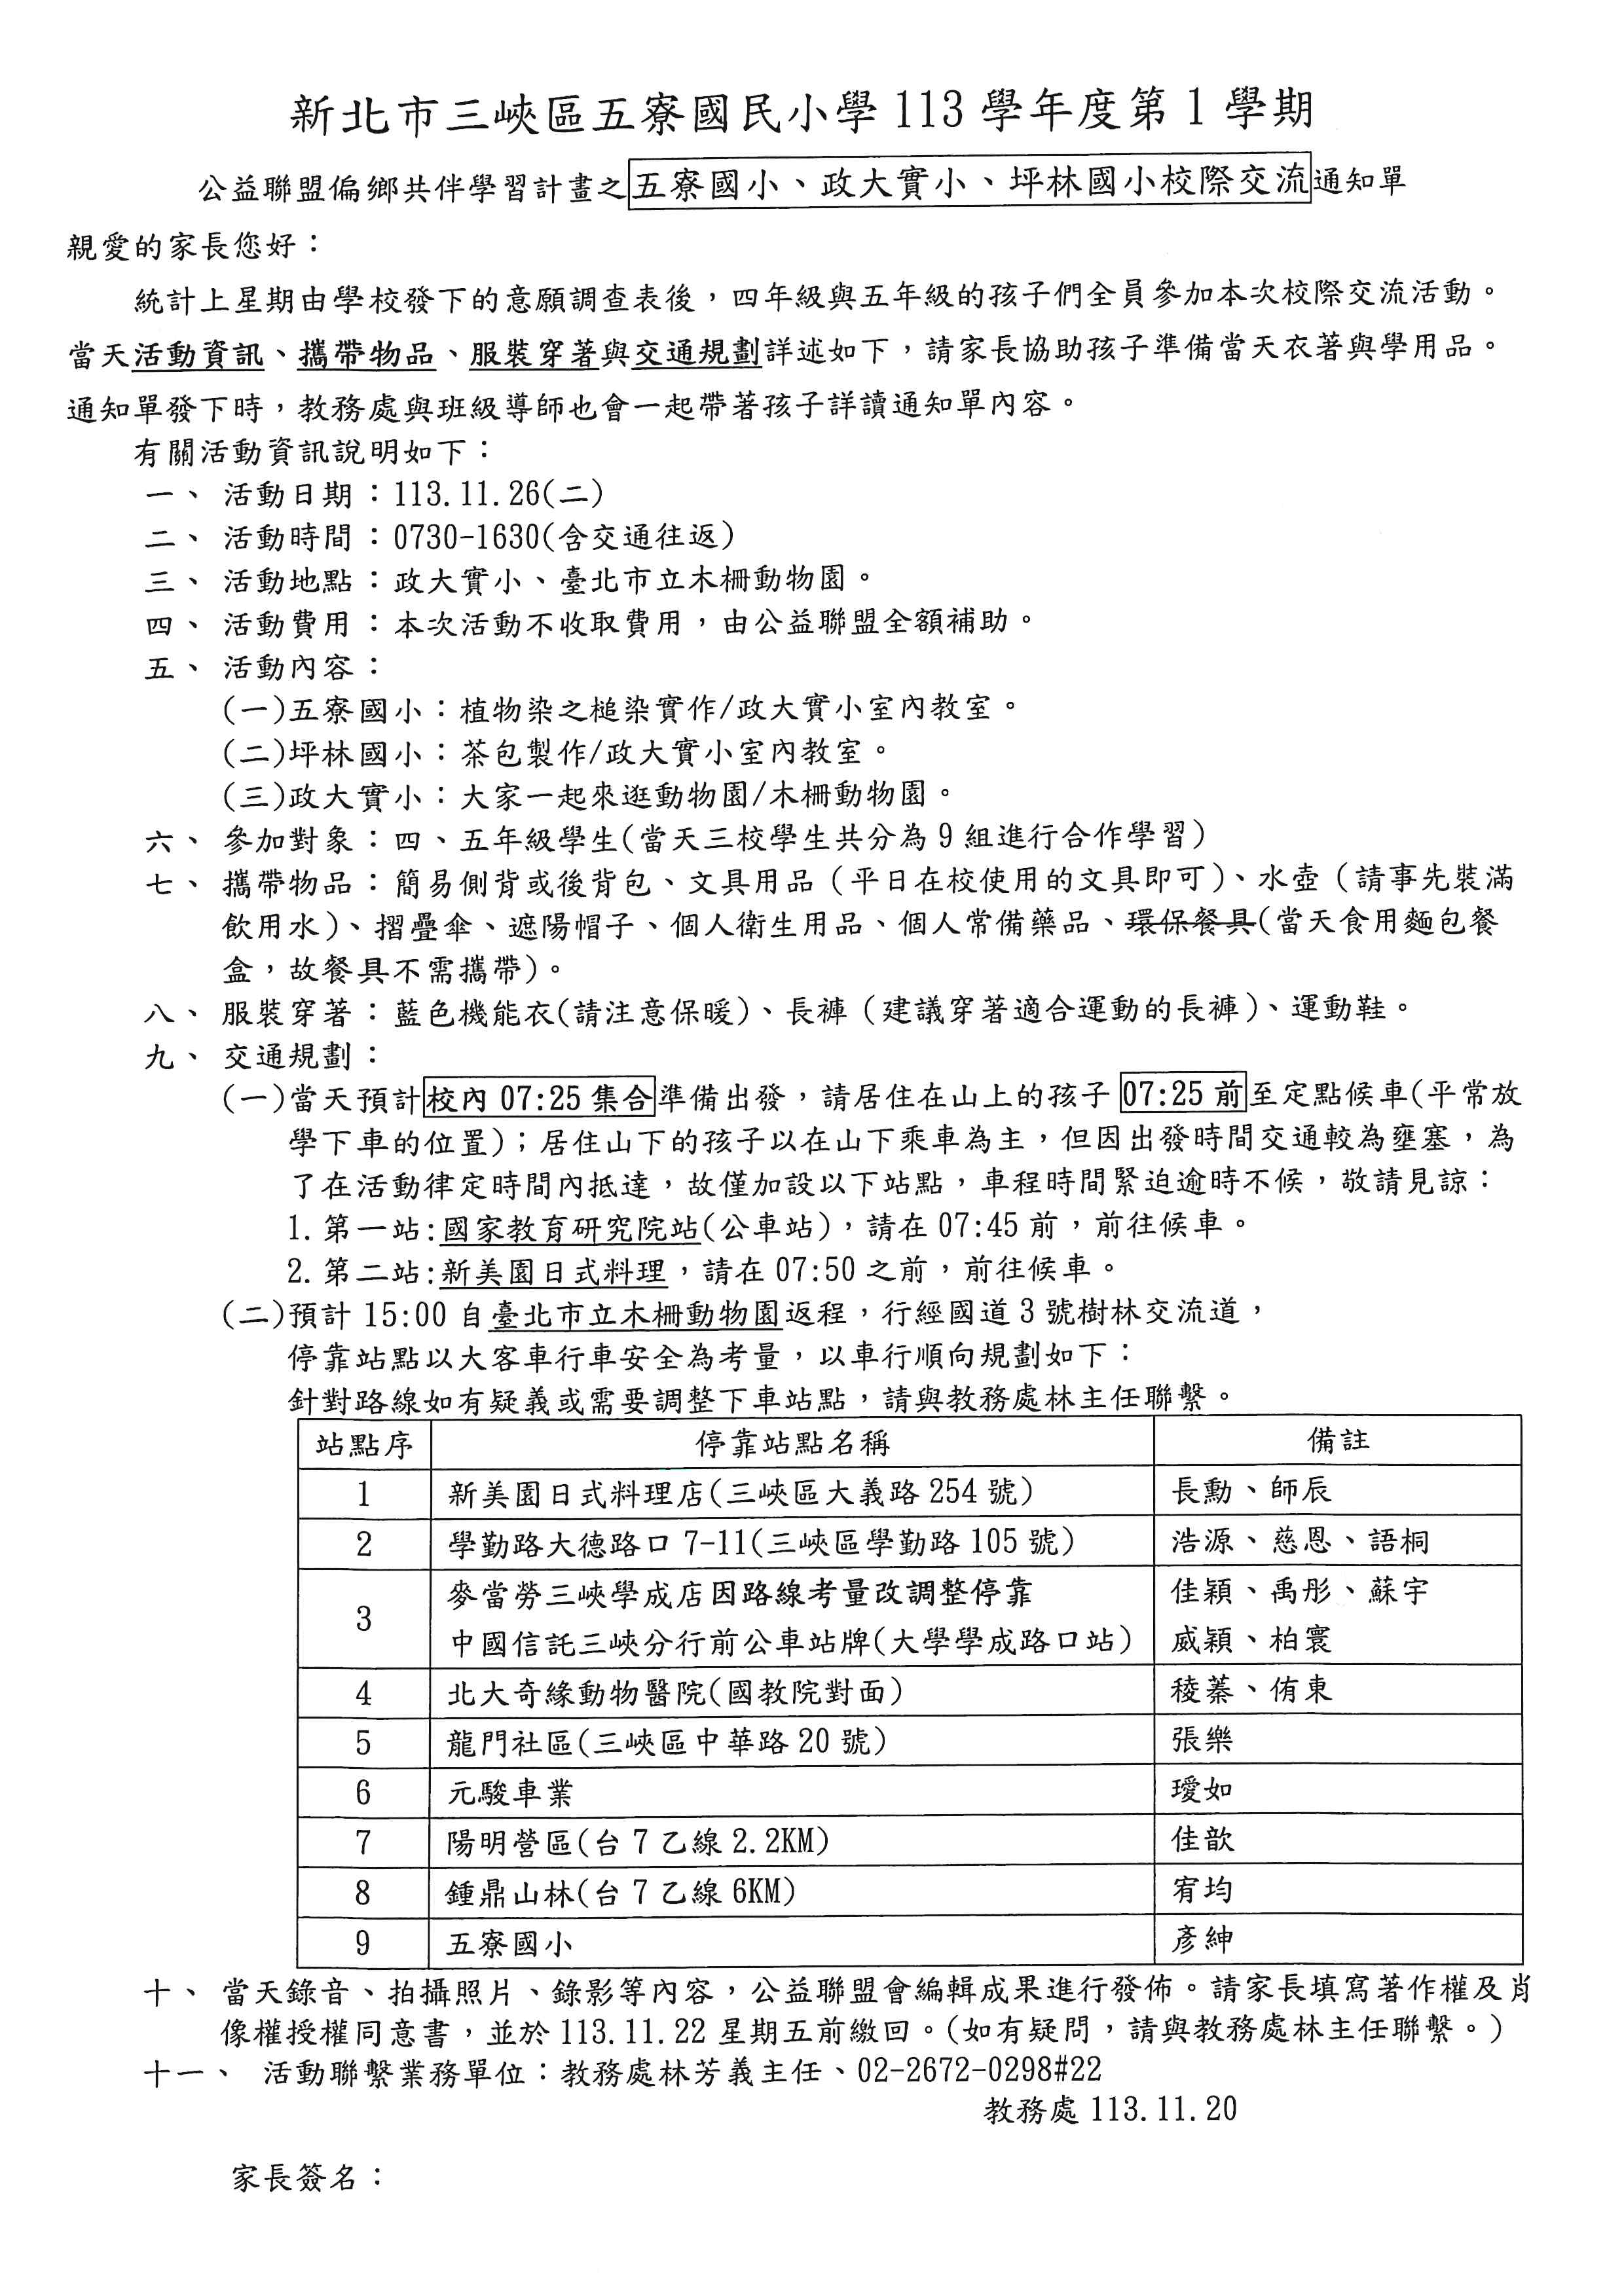 新北市三峽區五寮國民小學113學年度第1學期
公益聯盟偏鄉共伴學習計畫之五寮國小、政大實小、坪林國小校際交流通知單
親愛的家長您好：
統計上星期由學校發下的意願調查表後，四年級與五年級的孩子們全員參加本次校際交流活動。
當天活動資訊、攜帶物品、服裝穿著與交通規劃詳述如下，請家長協助孩子準備當天衣著與學用品。
通知單發下時，教務處與班級導師也會一起帶著孩子詳讀通知單內容。
有關活動資訊說明如下：
一、 活動日期：113.11.26(二)
二、 活動時間：0730-1630(含交通往返)
三、 活動地點：政大實小、臺北市立木柵動物園。
四、 活動費用：本次活動不收取費用，由公益聯盟全額補助。
五、 活動內容：
(一)五寮國小：植物染之槌染實作/政大實小室內教室。
(二)坪林國小：茶包製作/政大實小室內教室。
(三)政大實小：大家一起來逛動物園/木柵動物園。
六、 參加對象：四、五年級學生(當天三校學生共分為9組進行合作學習)
七、 攜帶物品：簡易側背或後背包、文具用品（平日在校使用的文具即可)、水壺（請事先裝滿
飲用水)、摺疊傘、遮陽帽子、個人衛生用品、個人常備藥品、環保餐具(當天食用麵包餐
盒，故餐具不需攜帶)。
八、 服裝穿著：藍色機能衣(請注意保暖)、長褲（建議穿著適合運動的長褲)、運動鞋。
九、 交通規劃：
(一)當天預計校內 07:25 集合準備出發，請居住在山上的孩子 07:25 前至定點候車(平常放
學下車的位置)；居住山下的孩子以在山下乘車為主，但因出發時間交通較為壅塞，為
了在活動律定時間內抵達，故僅加設以下站點，車程時間緊迫逾時不候，敬請見諒：
1.第一站:國家教育研究院站(公車站)，請在 07:45 前，前往候車。
2.第二站:新美園日式料理，請在 07:50 之前，前往候車。
(二)預計 15:00 自臺北市立木柵動物園返程，行經國道 3 號樹林交流道，
停靠站點以大客車行車安全為考量，以車行順向規劃如下：
針對路線如有疑義或需要調整下車站點，請與教務處林主任聯繫。
站點序 停靠站點名稱 備註
1 新美園日式料理店(三峽區大義路 254 號) 長勳、師辰
2 學勤路大德路口 7-11(三峽區學勤路 105 號) 浩源、慈恩、語桐
3 麥當勞三峽學成店因路線考量改調整停靠 佳穎、禹彤、蘇宇
中國信託三峽分行前公車站牌(大學學成路口站) 威穎、柏寰
4 北大奇緣動物醫院(國教院對面) 稜蓁、侑東
5 龍門社區(三峽區中華路 20 號) 張樂
6 元駿車業 璦如
7 陽明營區(台 7 乙線 2.2KM) 佳歆
8 鍾鼎山林(台 7 乙線 6KM) 宥均
9 五寮國小 彥紳
十、 當天錄音、拍攝照片、錄影等內容，公益聯盟會編輯成果進行發佈。請家長填寫著作權及肖
像權授權同意書，並於 113.11.22 星期五前繳回。(如有疑問，請與教務處林主任聯繫。)
十一、 活動聯繫業務單位：教務處林芳義主任、02-2672-0298#22
教務處 113.11.20
家長簽名：